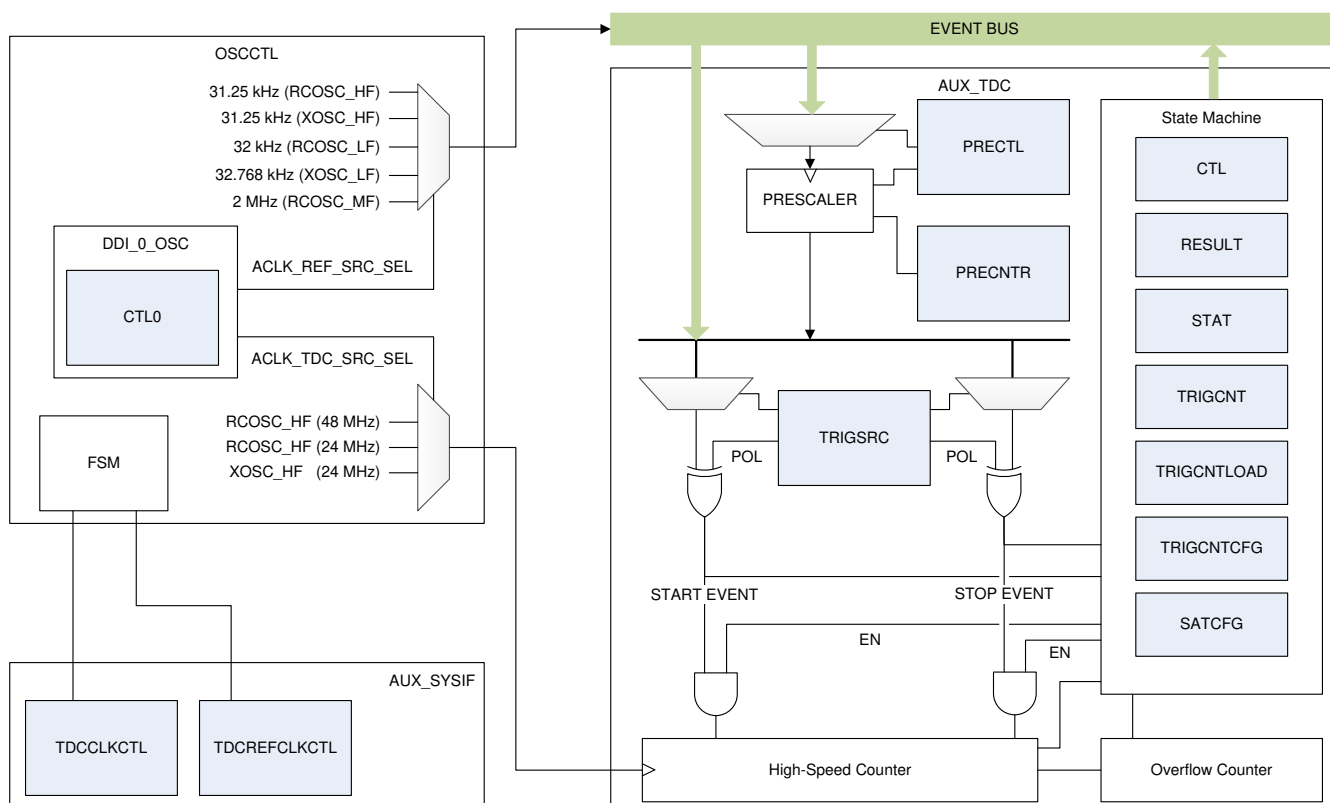 EVENT BUS
OSCCTL
31.25 kHz (RCOSC_HF)
31.25 kHz (XOSC_HF)
32 kHz (RCOSC_LF)
32.768 kHz (XOSC_LF)
2 MHz (RCOSC_MF)
DDI_0_OSC
CTL0
ACLK_REF_SRC_SEL
ACLK_TDC_SRC_SEL
RCOSC_HF (48 MHz)
RCOSC_HF (24 MHz)
XOSC_HF (24 MHz)
FSM
AUX_SYSIF
TDCCLKCTL
TDCREFCLKCTL
AUX_TDC
PRECTL
PRESCALER
PRECNTR
TRIGSRC
POL
POL
START EVENT
STOP EVENT
EN
EN
High-Speed Counter
State Machine
CTL
RESULT
STAT
TRIGCNT
TRIGCNTLOAD
TRIGCNTCFG
SATCFG
Overflow Counter